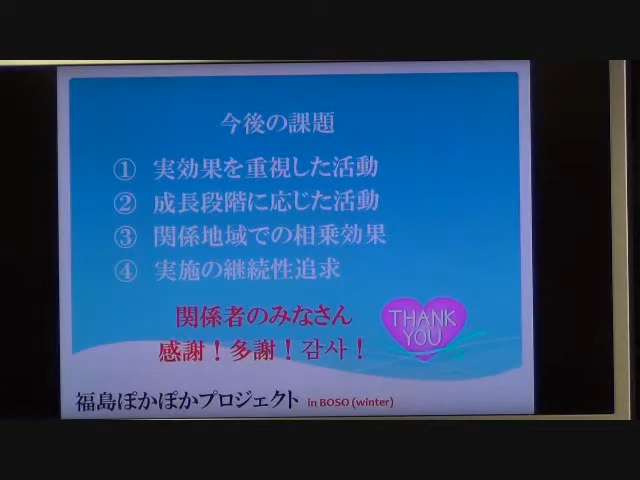 今後の課題
① 実効果を重視した活動
② 成長段階に応じた活動
③ 関係地域での相乗効果
④ 実施の継続性追求
関係者のみなさん
感謝！多謝！감사！
THANK
YOU
福島ぽかぽかプロジェクト in BOSO (winter)